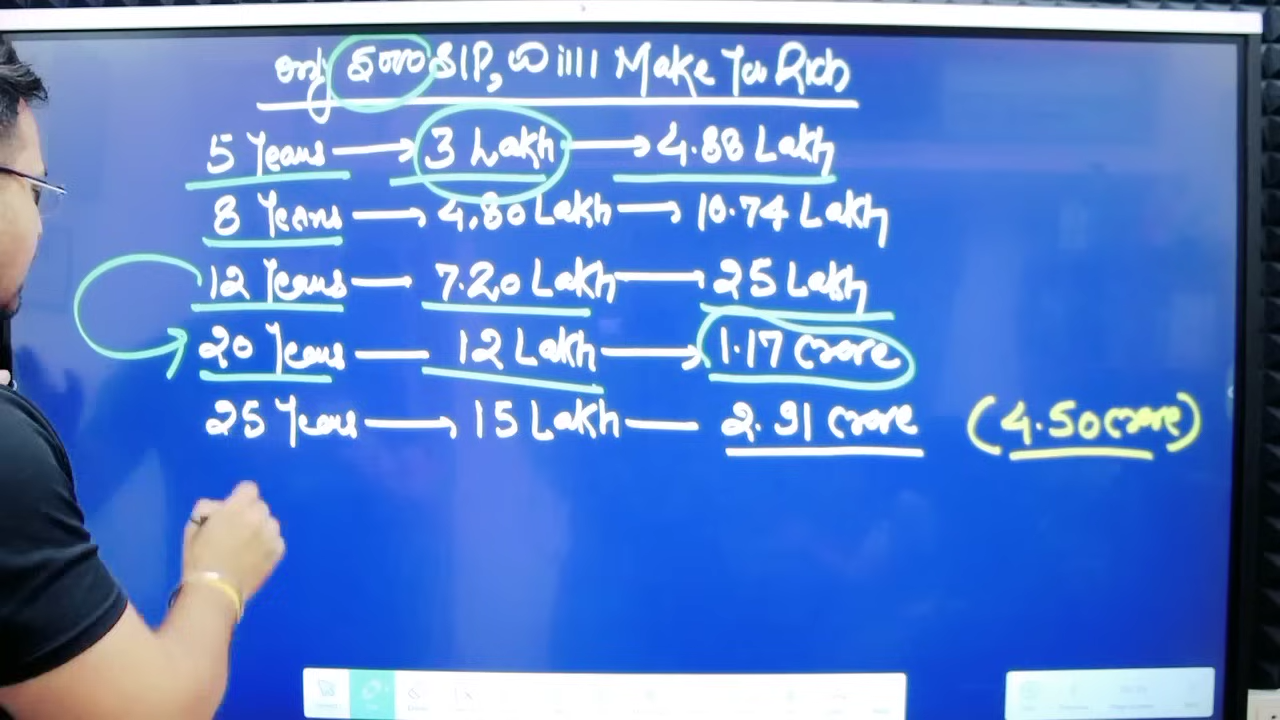 only 5000 SIP, Will Make You Rich
5 Years → 3 Lakh → 4.88 Lakh
8 Years → 4.80 Lakh → 10.74 Lakh
12 Years — 7.20 Lakh → 25 Lakh
20 Years — 12 Lakh → 1.17 crore
25 Years → 15 Lakh — 2.91 crore (4.50 crore)